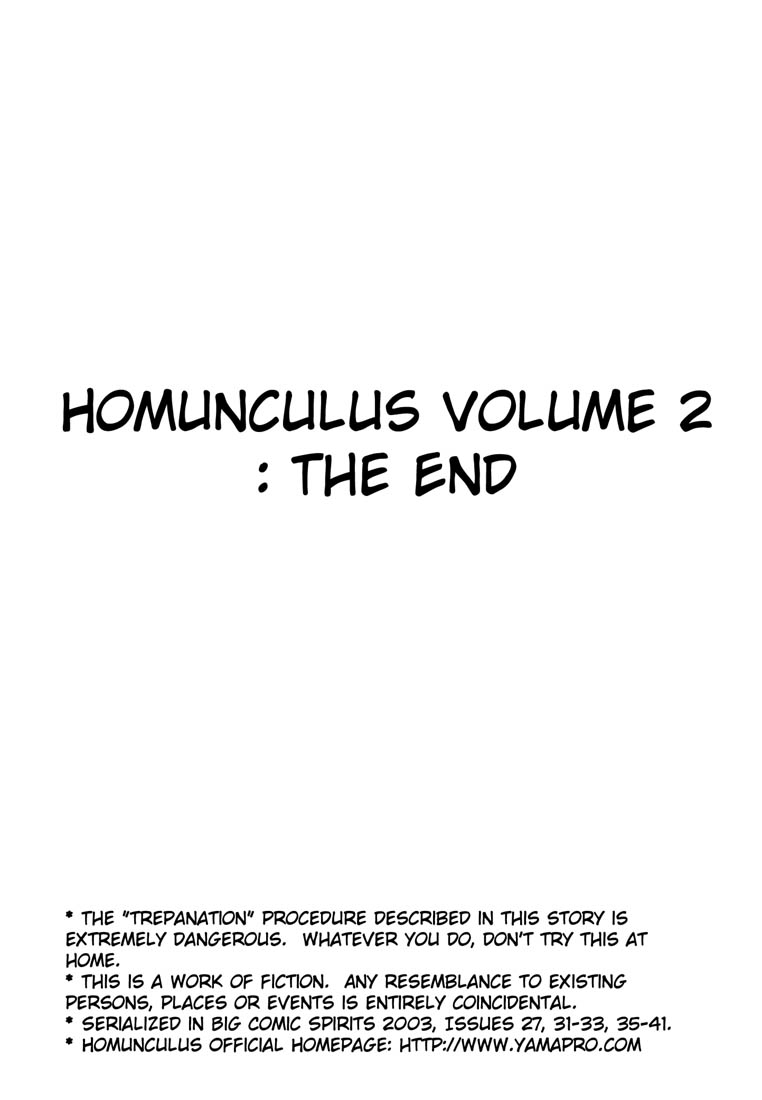 HOMUNCULUS VOLUME 2
: THE END
* THE "TREPANATION" PROCEDURE DESCRIBED IN THIS STORY IS
EXTREMELY DANGEROUS. WHATEVER YOU DO, DON'T TRY THIS AT
HOME.
* THIS IS A WORK OF FICTION. ANY RESEMBLANCE TO EXISTING
PERSONS, PLACES OR EVENTS IS ENTIRELY COINCIDENTAL.
* SERIALIZED IN BIG COMIC SPIRITS 2003, ISSUES 27, 31-33, 35-41.
* HOMUNCULUS OFFICIAL HOMEPAGE: HTTP://WWW.YAMAPRO.COM